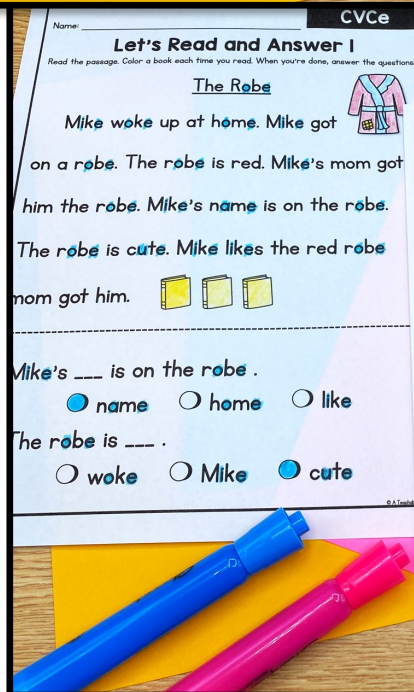 CVCe
Name:
Let's Read and Answer 1
Read the passage. Color a book each time you read. When you're done, answer the questions
The Robe
Mike woke up at home. Mike got
on a robe. The robe is red. Mike's mom got
him the robe. Mike's name is on the robe.
The robe is cute. Mike likes the red robe
mom got him.
Mike's ___ is on the robe .
name home like
The robe is ___ .
woke Mike cute
© A